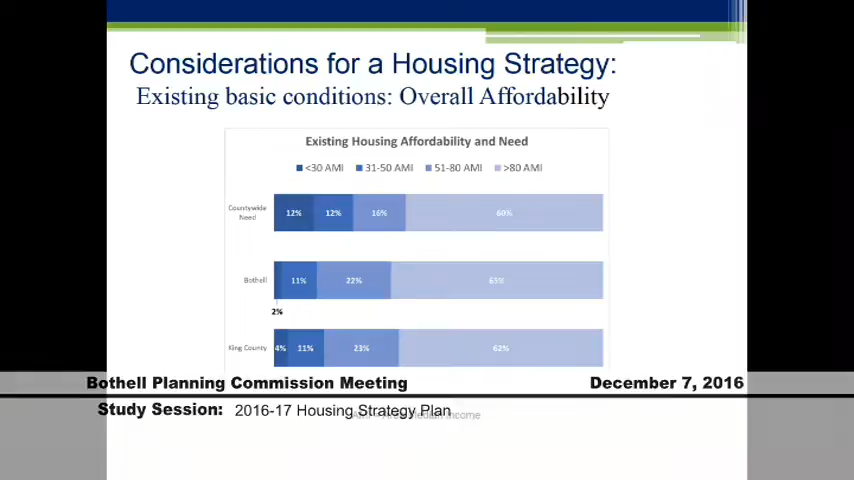 Considerations for a Housing Strategy:
Existing basic conditions: Overall Affordability
Existing Housing Affordability and Need
<30 AMI 31-50 AMI 51-80 AMI >80 AMI
Countywide
Need
12% 12% 16% 60%
Bothell
11% 22% 65%
2%
King County
4% 11% 23% 62%
Bothell Planning Commission Meeting December 7, 2016
Study Session: 2016-17 Housing Strategy Plan
Income